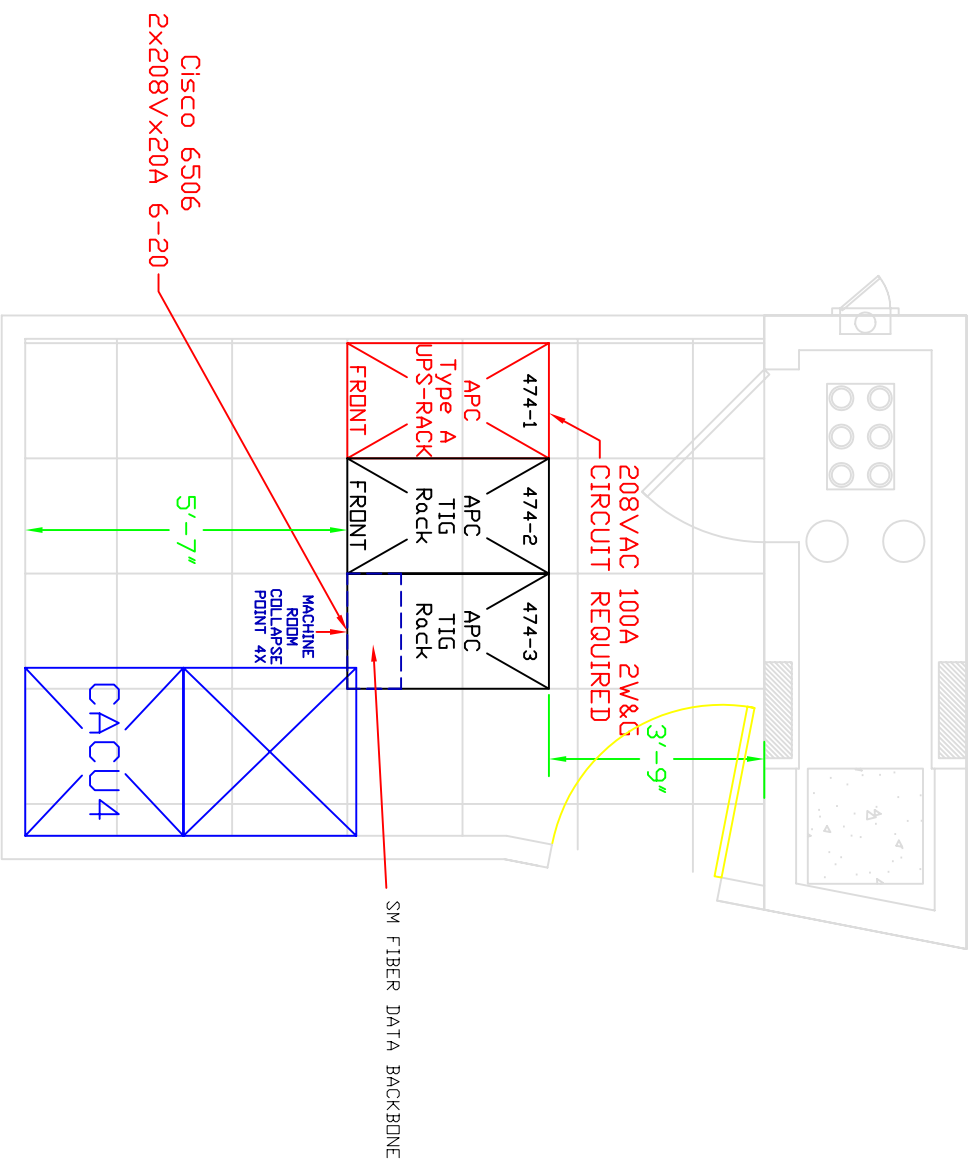 Cisco 6506
2x208Vx20A 6-20
208VAC 100A 2W&G
CIRCUIT REQUIRED
474-1
APC
Type A
UPS-RACK
FRONT
474-2
APC
TIG
Rack
FRONT
474-3
APC
TIG
Rack
MACHINE
ROOM
COLLAPSE
POINT 4X
5'-7"
3'-9"
CACU4
SM FIBER DATA BACKBONE